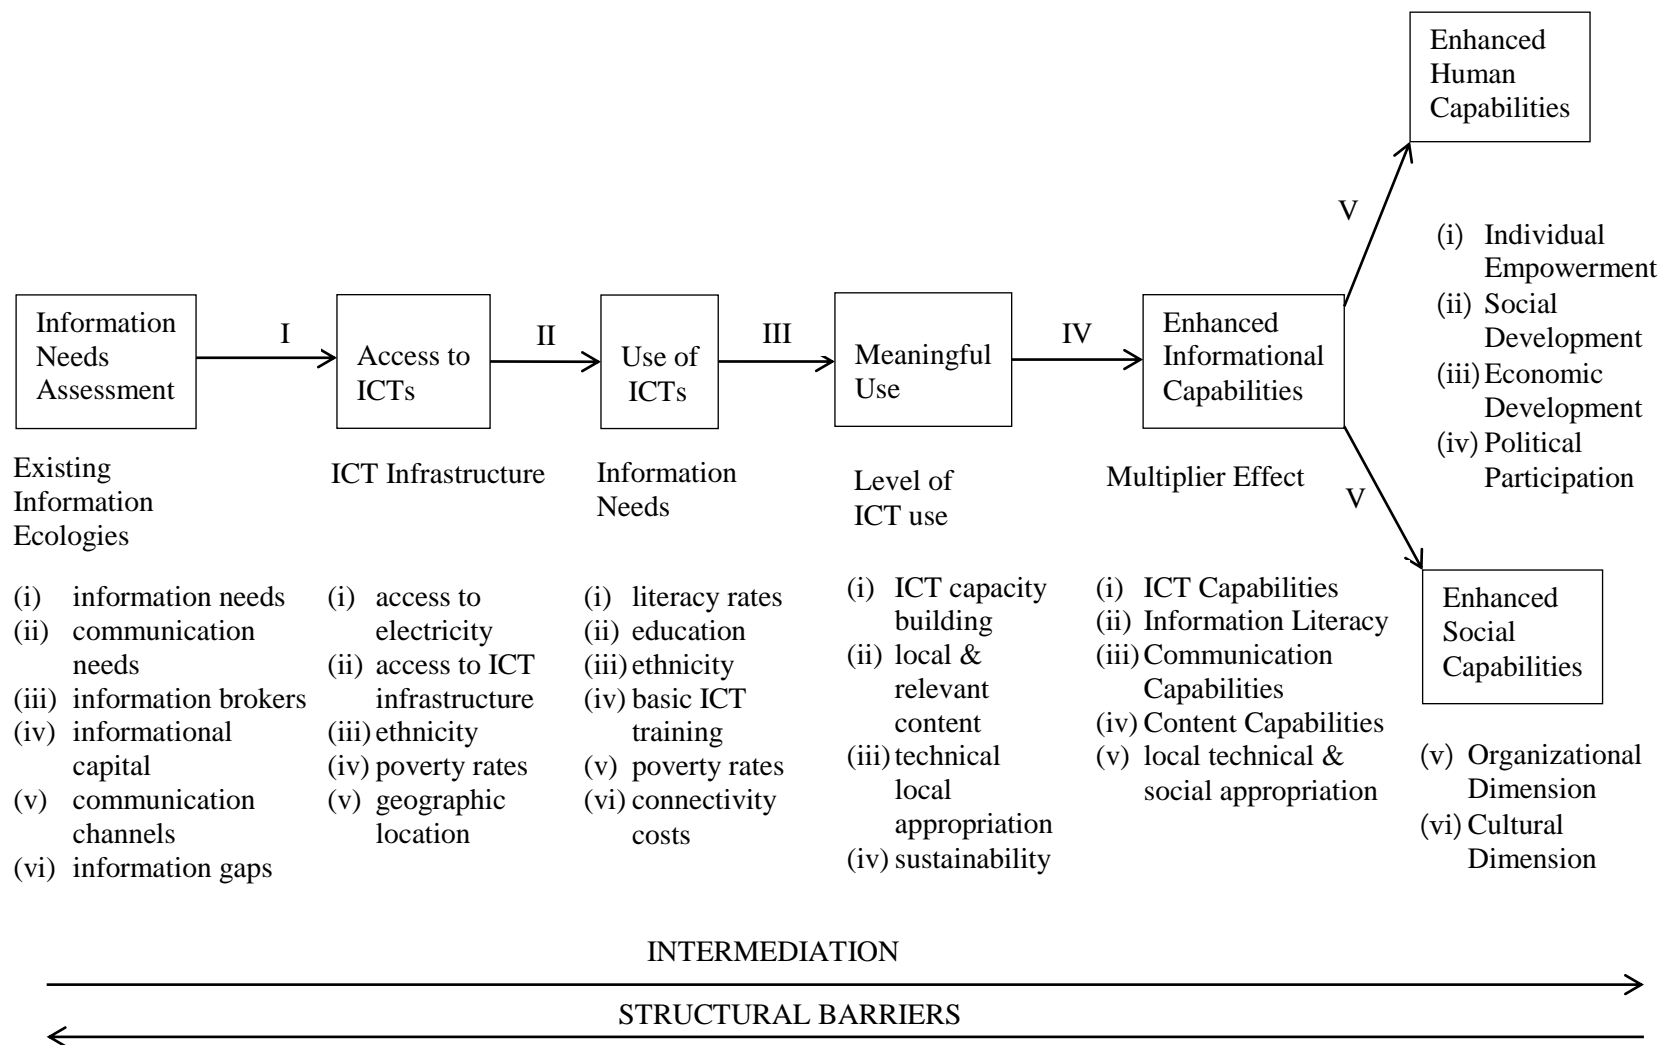 Enhanced
Human
Capabilities
V
(i) Individual
Empowerment
(ii) Social
Development
(iii) Economic
Development
(iv) Political
Participation
Information
Needs
Assessment
I
Access to
ICTs
II
Use of
ICTs
III
Meaningful
Use
IV
Enhanced
Informational
Capabilities
V
Existing
Information
Ecologies
(i) information needs
(ii) communication
needs
(iii) information brokers
(iv) informational
capital
(v) communication
channels
(vi) information gaps
ICT Infrastructure
(i) access to
electricity
(ii) access to ICT
infrastructure
(iii) ethnicity
(iv) poverty rates
(v) geographic
location
Information
Needs
(i) literacy rates
(ii) education
(iii) ethnicity
(iv) basic ICT
training
(v) poverty rates
(vi) connectivity
costs
Level of
ICT use
(i) ICT capacity
building
(ii) local &
relevant
content
(iii) technical
local
appropriation
(iv) sustainability
Multiplier Effect
(i) ICT Capabilities
(ii) Information Literacy
(iii) Communication
Capabilities
(iv) Content Capabilities
(v) local technical &
social appropriation
Enhanced
Social
Capabilities
(v) Organizational
Dimension
(vi) Cultural
Dimension
INTERMEDIATION
STRUCTURAL BARRIERS